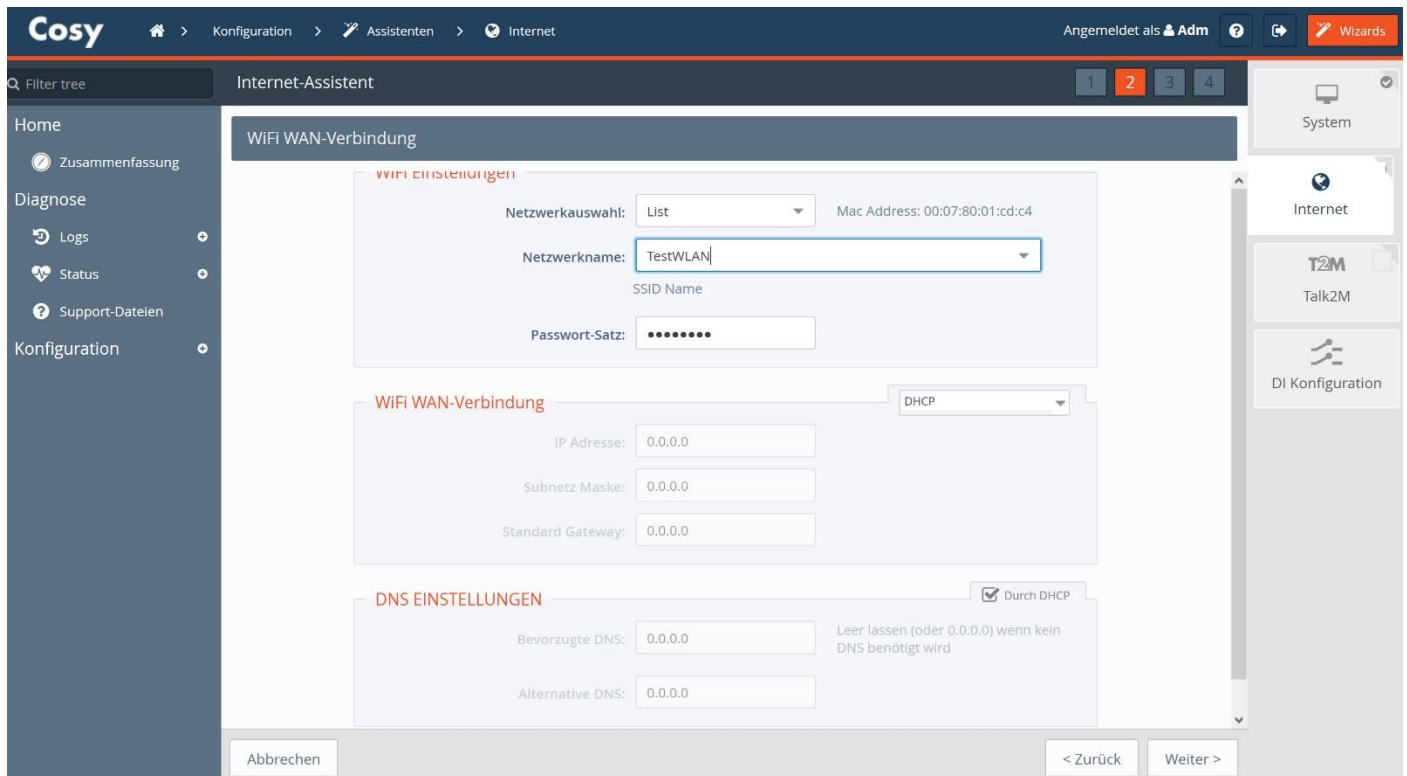 Cosy
> Konfiguration > Assistenten > Internet
Angemeldet als Adm
Wizards
Filter tree
Home
Zusammenfassung
Diagnose
Logs
Status
Support-Dateien
Konfiguration
Internet-Assistent
1 2 3 4
WiFi WAN-Verbindung
WiFi Einstellungen
Netzwerkauswahl: List Mac Address: 00:07:80:01:cd:c4
Netzwerkname: TestWLAN
SSID Name
Passwort-Satz: ••••••••
WiFi WAN-Verbindung DHCP
IP Adresse: 0.0.0.0
Subnetz Maske: 0.0.0.0
Standard Gateway: 0.0.0.0
DNS EINSTELLUNGEN Durch DHCP
Bevorzugte DNS: 0.0.0.0 Leer lassen (oder 0.0.0.0) wenn kein
DNS benötigt wird
Alternative DNS: 0.0.0.0
Abbrechen < Zurück Weiter >
System
Internet
T2M
Talk2M
DI Konfiguration